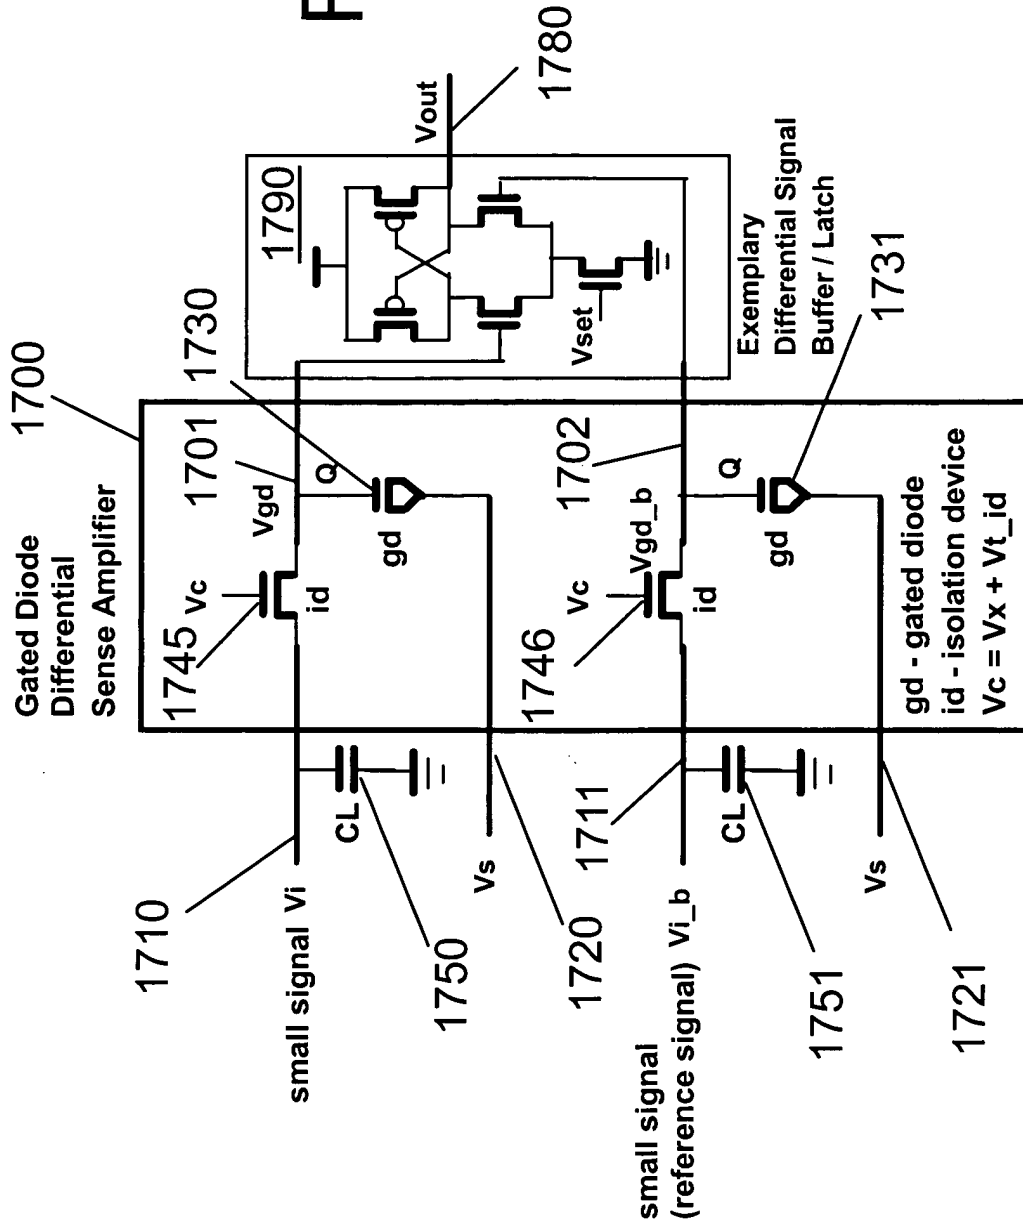 Gated Diode
Differential
Sense Amplifier
1700
1710
small signal Vi
1750
CL
1745
Vc
id
1701
Vgd
Q
1730
gd
1790
F
Vout
1780
Vset
Vs
1720
Exemplary
Differential Signal
Buffer / Latch
small signal
(reference signal) Vi_b
1711
1751
CL
1746
Vc
id
Vgd_b
1702
Q
gd
1731
Vs
1721
gd - gated diode
id - isolation device
Vc = Vx + Vt_id